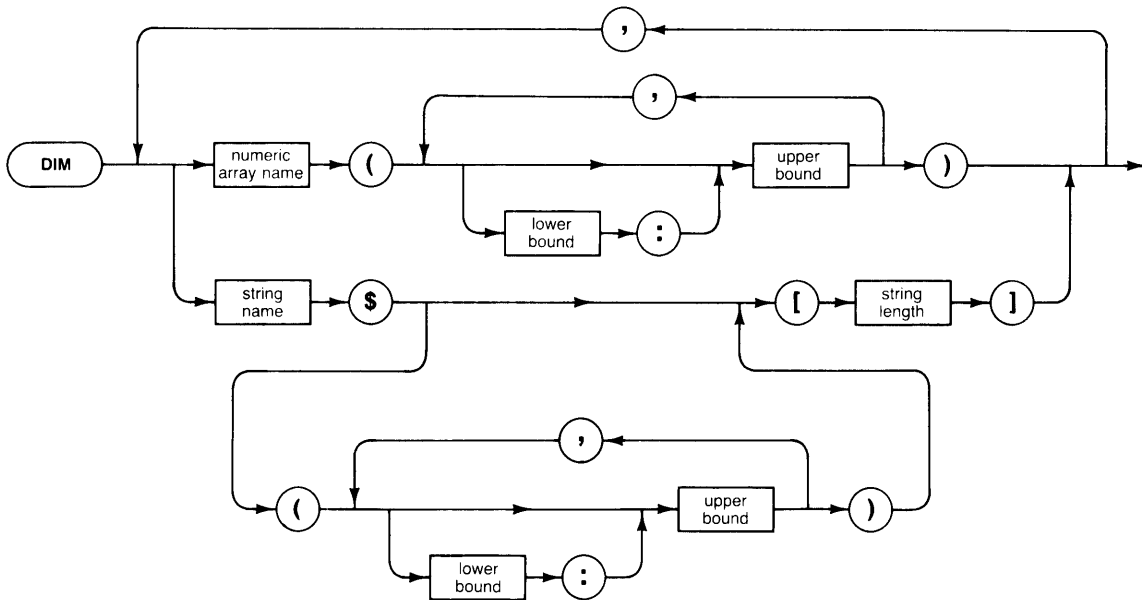 ,
,
DIM
numeric
array name
(
upper
bound
)
lower
bound
:
string
name
$
[
string
length
]
,
(
upper
bound
)
lower
bound
: